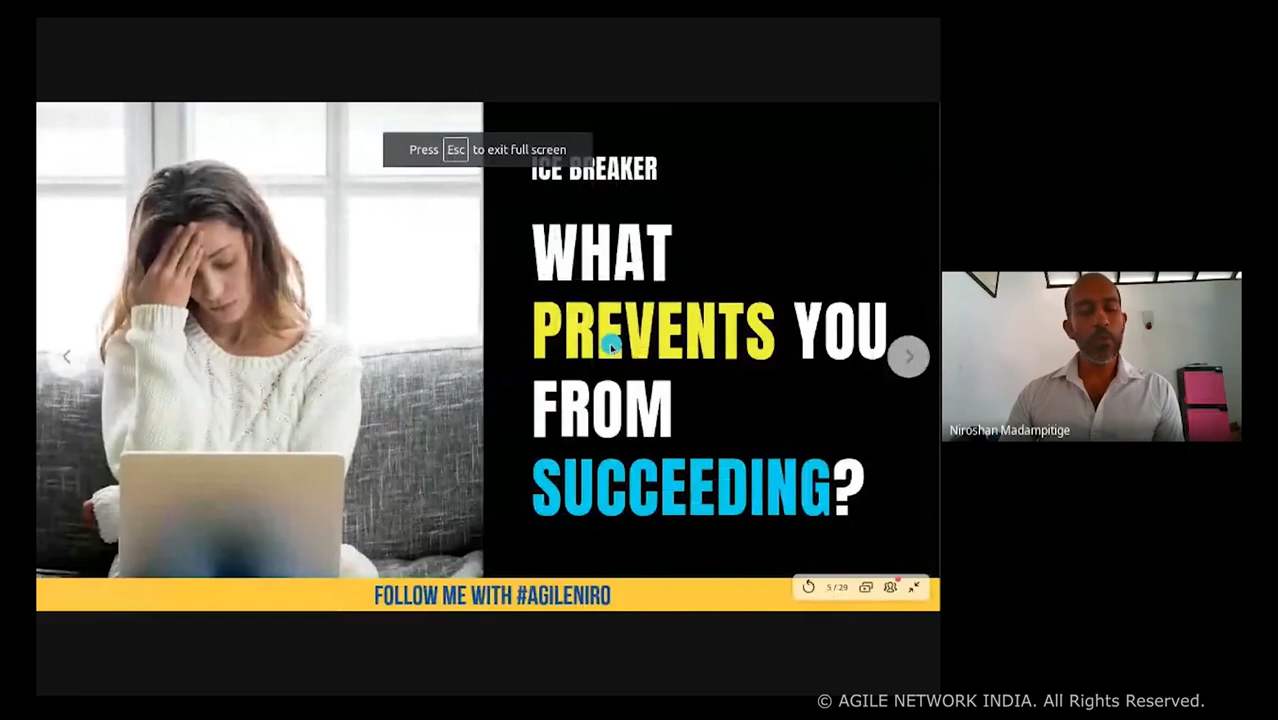 Press Esc to exit full screen
ICE BREAKER
WHAT
PREVENTS YOU
FROM
SUCCEEDING?
Niroshan Madampitige
FOLLOW ME WITH #AGILENIRO
5 / 29
© AGILE NETWORK INDIA. All Rights Reserved.